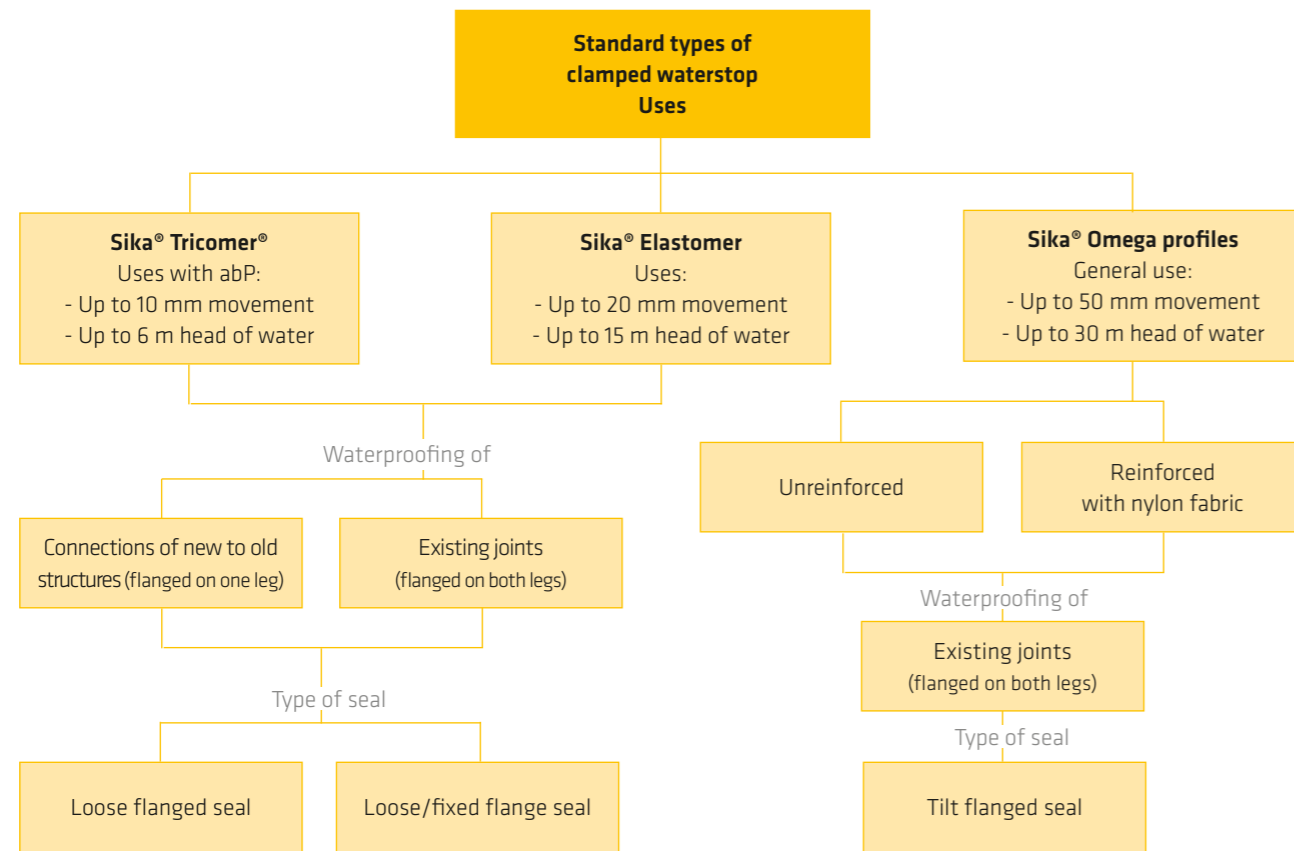 Standard types of
clamped waterstop
Uses
Sika® Tricomer®
Uses with abP:
- Up to 10 mm movement
- Up to 6 m head of water
Sika® Elastomer
Uses:
- Up to 20 mm movement
- Up to 15 m head of water
Sika® Omega profiles
General use:
- Up to 50 mm movement
- Up to 30 m head of water
Waterproofing of
Connections of new to old
structures (flanged on one leg)
Existing joints
(flanged on both legs)
Type of seal
Loose flanged seal
Loose/fixed flange seal
Unreinforced
Reinforced
with nylon fabric
Waterproofing of
Existing joints
(flanged on both legs)
Type of seal
Tilt flanged seal